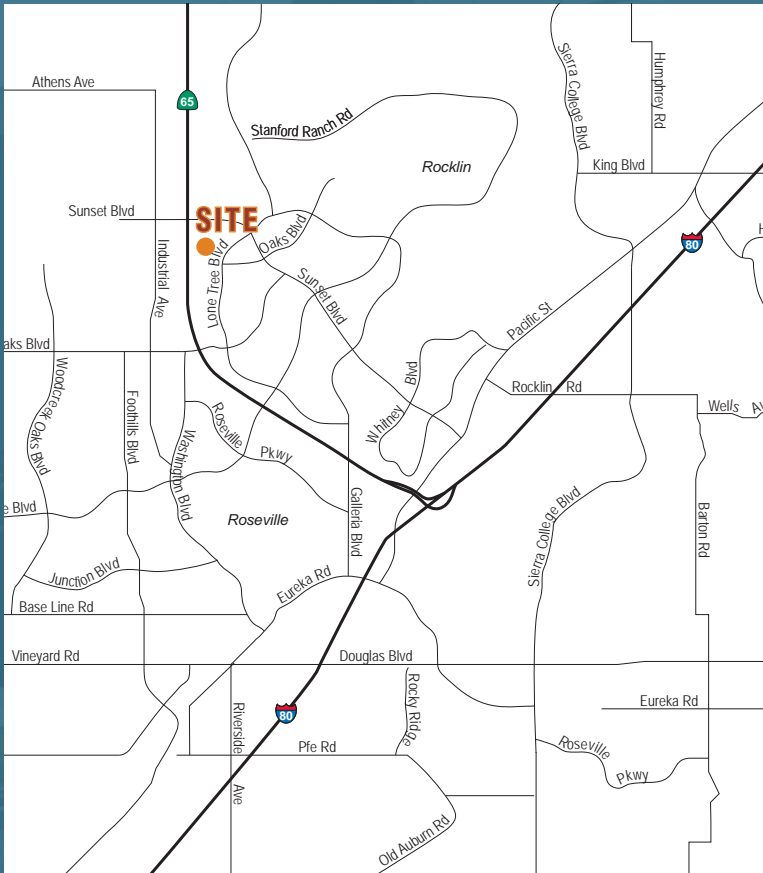 Athens Ave
65
Stanford Ranch Rd
Sierra College Blvd
Humphrey Rd
Rocklin
King Blvd
Sunset Blvd
SITE
80
Industrial Ave
Lone Tree Blvd
Oaks Blvd
Sunset Blvd
Pacific St
aks Blvd
Woodcreek Oaks Blvd
Foothills Blvd
Whitney Blvd
Rocklin Rd
Wells Av
Roseville Pkwy
Washington Blvd
e Blvd
Galleria Blvd
Roseville
Sierra College Blvd
Barton Rd
Junction Blvd
Eureka Rd
Base Line Rd
Vineyard Rd
Douglas Blvd
Riverside Ave
80
Rocky Ridge
Eureka Rd
Pfe Rd
Roseville Pkwy
Old Auburn Rd